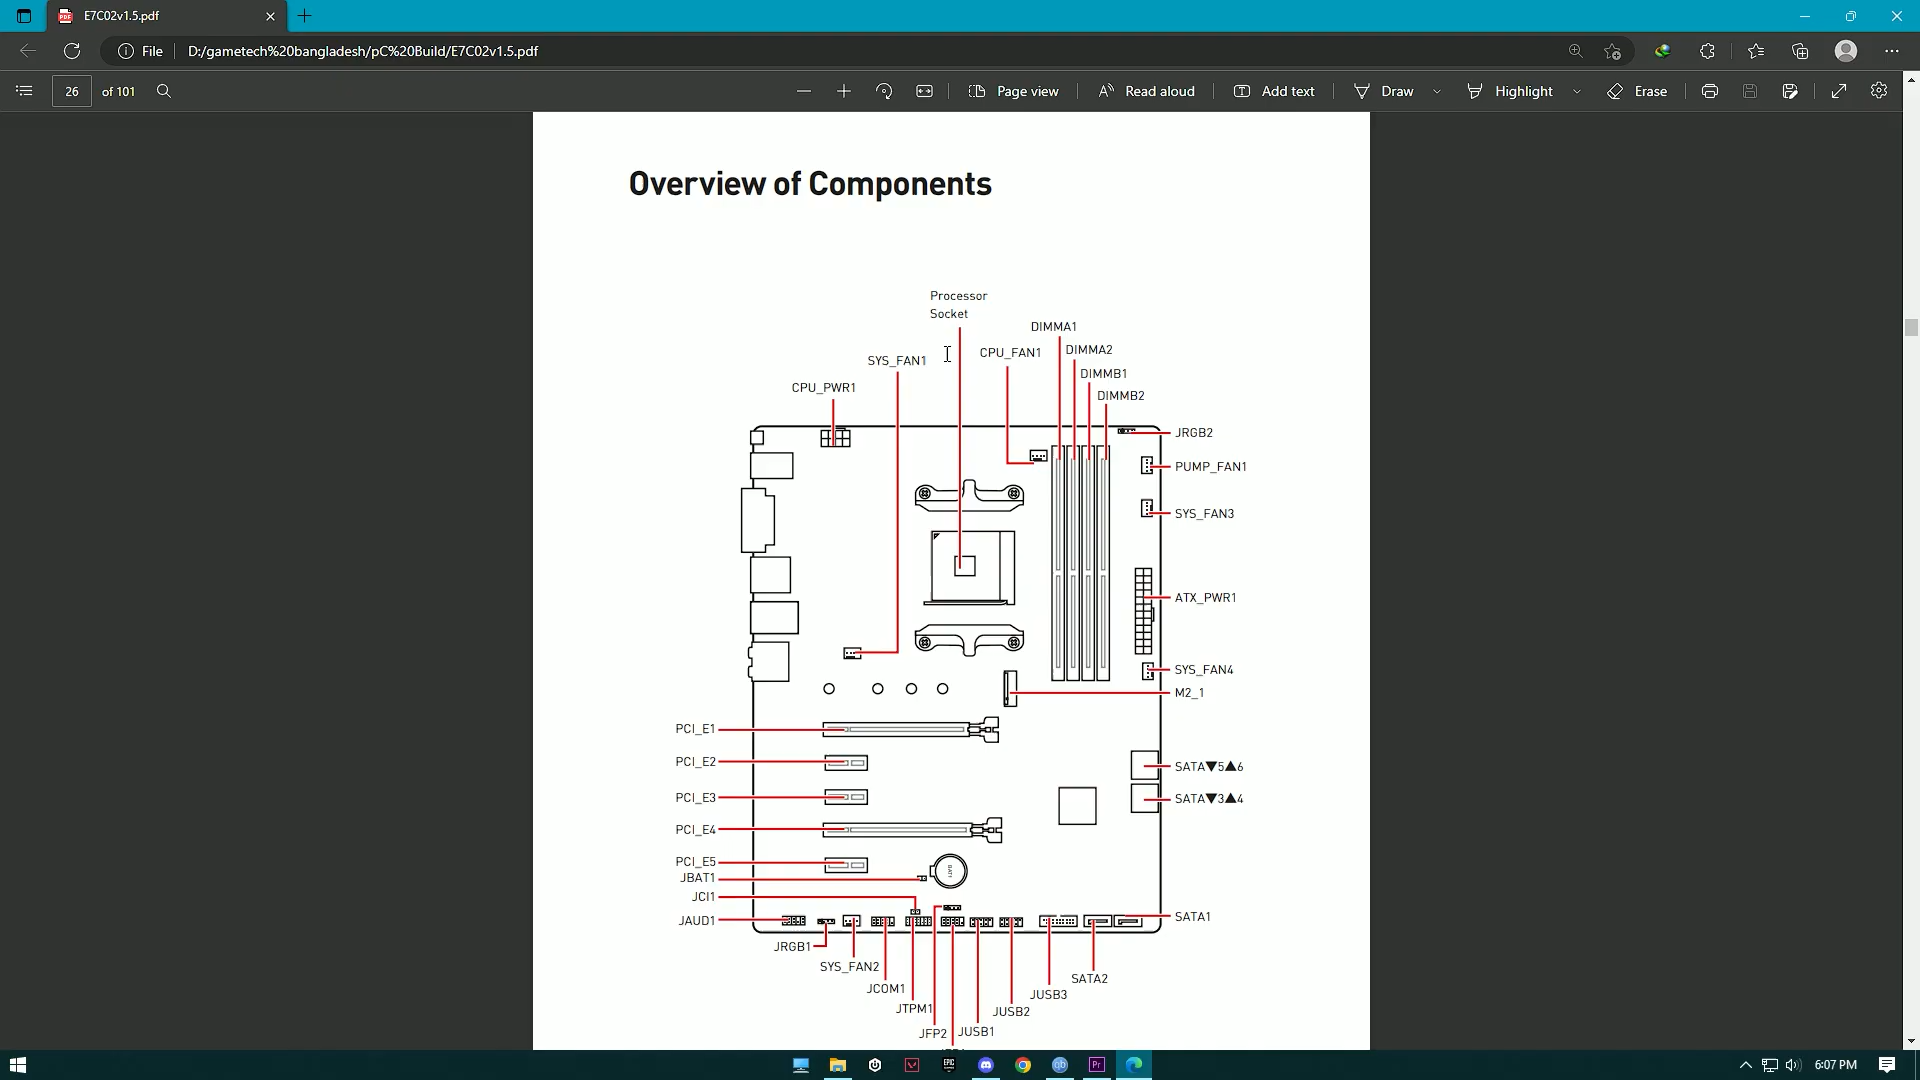 E7C02v1.5.pdf
File D:/gametech%20bangladesh/pC%20Build/E7C02v1.5.pdf
26 of 101 Page view Read aloud Add text Draw Highlight Erase
Overview of Components
Processor
Socket
DIMMA1
CPU_FAN1
DIMMA2
SYS_FAN1
DIMMB1
CPU_PWR1
DIMMB2
JRGB2
PUMP_FAN1
SYS_FAN3
ATX_PWR1
SYS_FAN4
M2_1
PCI_E1
PCI_E2
SATA▼5▲6
PCI_E3
SATA▼3▲4
PCI_E4
PCI_E5
BAT1
JBAT1
JCI1
JAUD1
SATA1
JRGB1
SYS_FAN2
SATA2
JCOM1
JUSB3
JTPM1
JUSB2
JFP2
JUSB1
6:07 PM